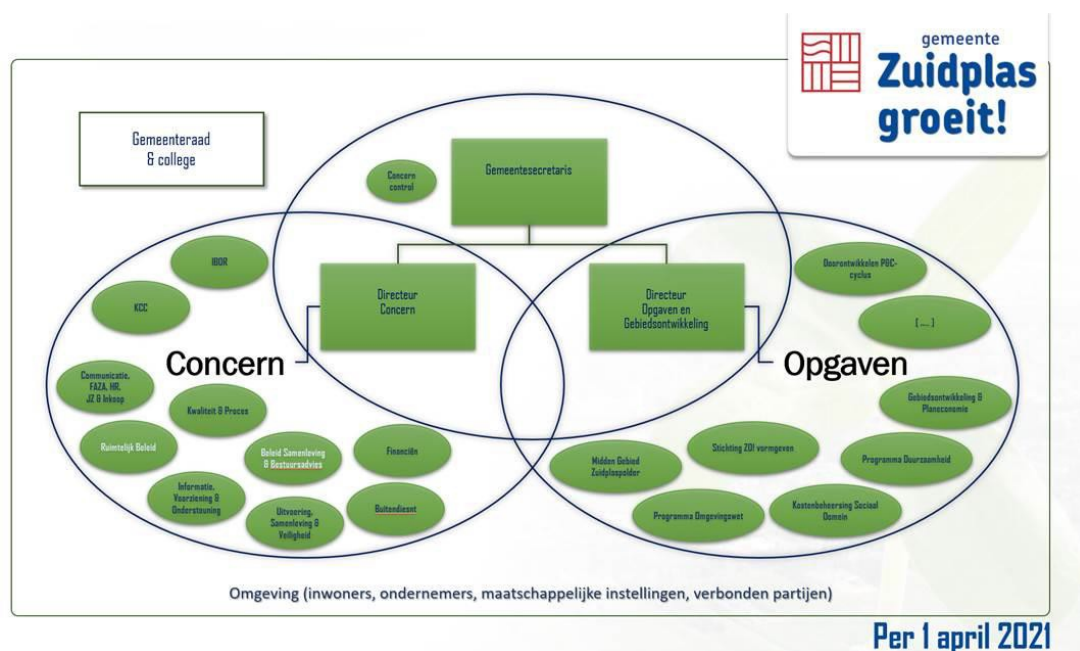 gemeente
Zuidplas
groeit!
Gemeenteraad
& college
Concern
control
Gemeentesecretaris
IBOR
KCC
Directeur
Concern
Directeur
Opgaven en
Gebiedsontwikkeling
Doorontwikkelen P&C-
cyclus
[ .... ]
Concern
Opgaven
Communicatie,
FAZA, HR,
JZ & Inkoop
Kwaliteit & Proces
Gebiedsontwikkeling &
Planeconomie
Ruimtelijk Beleid
Beleid Samenleving
& Bestuursadvies
Financiën
Midden Gebied
Zuidplaspolder
Stichting ZO! vormgeven
Programma Duurzaamheid
Informatie,
Voorziening &
Ondersteuning
Uitvoering,
Samenleving &
Veiligheid
Buitendiesnt
Programma Omgevingswet
Kostenbeheersing Sociaal
Domein
Omgeving (inwoners, ondernemers, maatschappelijke instellingen, verbonden partijen)
Per 1 april 2021